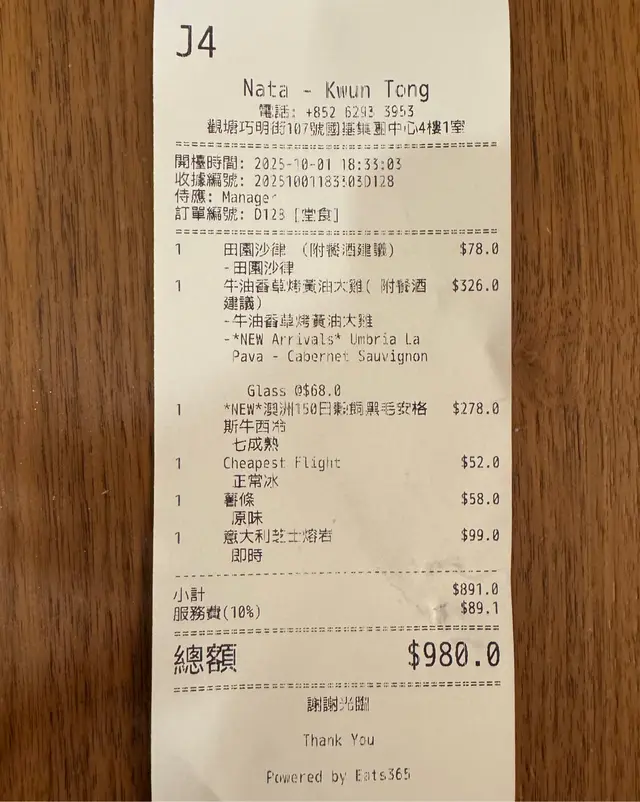 J4
Nata - Kwun Tong
電話: +852 6293 3953
觀塘巧明街107號國基集團中心4樓1室
開檯時間: 2025-10-01 18:33:03
收據編號: 20251001183303D128
侍應: Manager
訂單編號: D128 [堂食]
1 田園沙律 (附餐酒建議) $78.0
-田園沙律
1 牛油香草烤黃油大雞( 附餐酒 $326.0
建議)
-牛油香草烤黃油大雞
-*NEW Arrivals* Umbria La
Pava - Cabernet Sauvignon
Glass @$68.0
1 *NEW*澳洲150日穀飼黑毛安格 $278.0
斯牛西冷
七成熟
1 Cheapest Flight $52.0
正常冰
1 薯條 $58.0
原味
1 意大利芝士熔岩 $99.0
即時
小計 $891.0
服務費(10%) $89.1
總額 $980.0
謝謝光臨
Thank You
Powered by Eats365